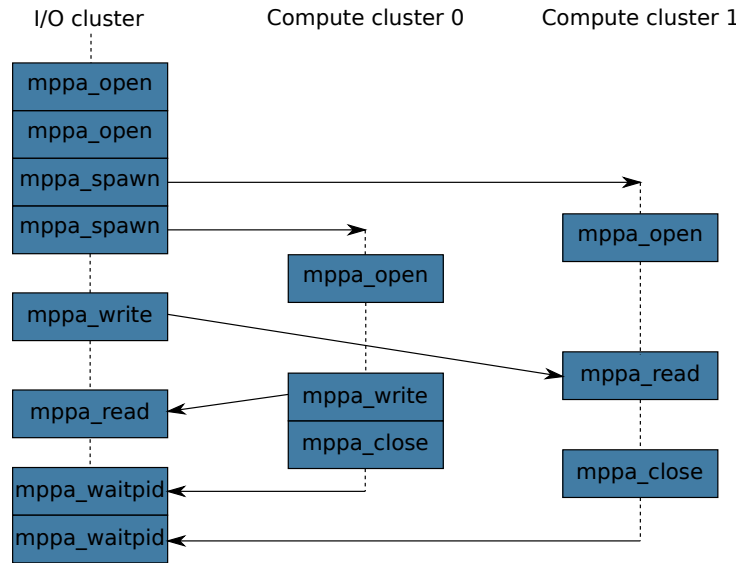 I/O cluster
Compute cluster 0
Compute cluster 1
mppa_open
mppa_open
mppa_spawn
mppa_spawn
mppa_open
mppa_open
mppa_write
mppa_read
mppa_write
mppa_read
mppa_close
mppa_close
mppa_waitpid
mppa_waitpid